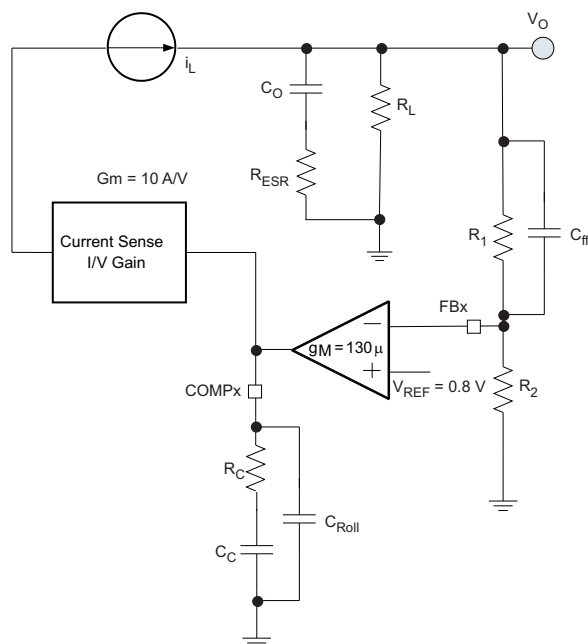 V_O
i_L
C_O
R_L
R_ESR
Gm = 10 A/V
Current Sense
I/V Gain
R_1
C_ff
FBx
g_M = 130 µ
V_REF = 0.8 V
R_2
COMPx
R_C
C_Roll
C_C